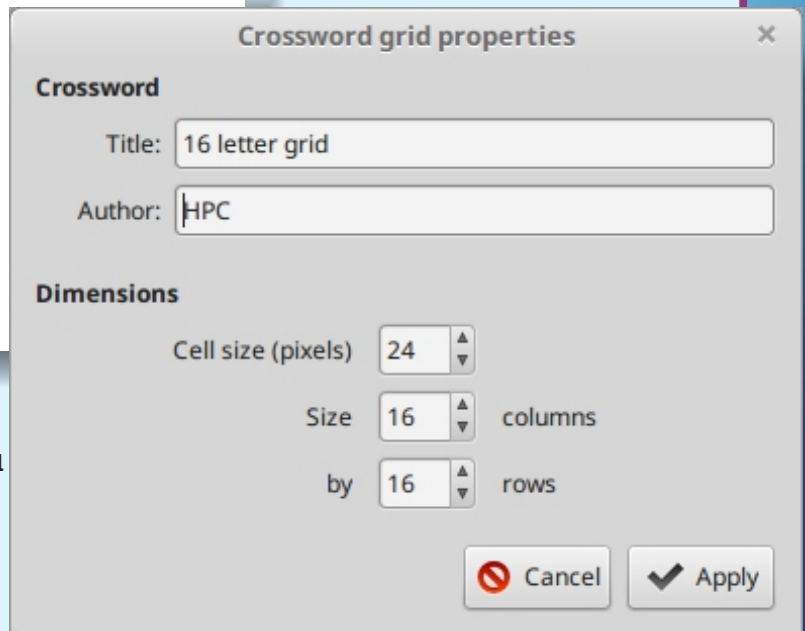 Crossword grid properties
Crossword
Title: 16 letter grid
Author: HPC
Dimensions
Cell size (pixels) 24
Size 16 columns
by 16 rows
Cancel Apply